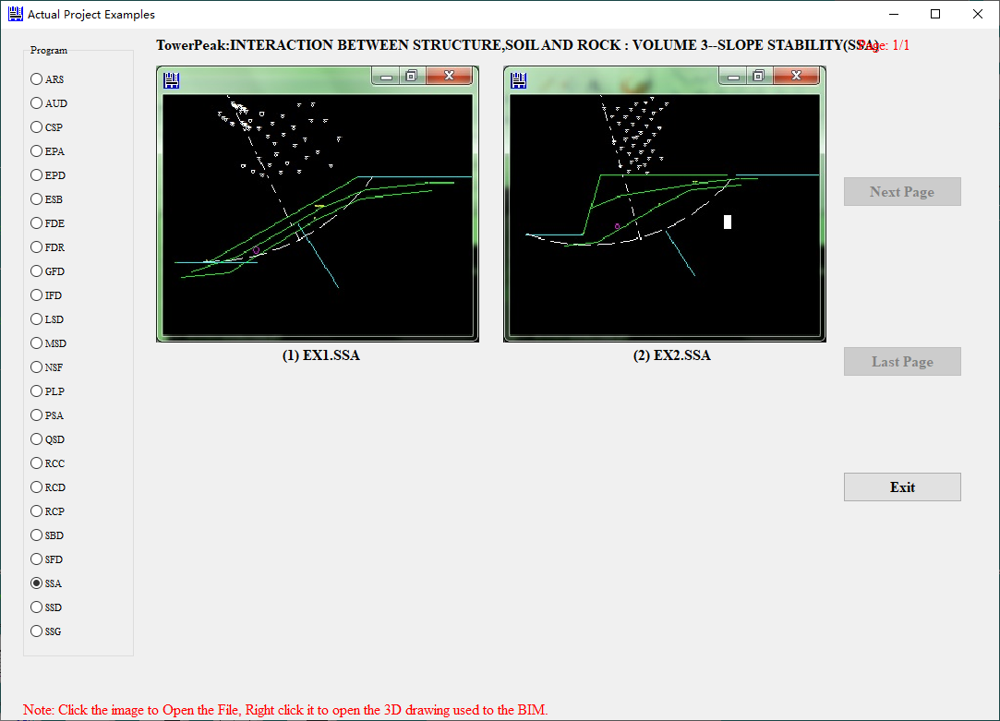 Actual Project Examples
Program
ARS
AUD
CSP
EPA
EPD
ESB
FDE
FDR
GFD
IFD
LSD
MSD
NSF
PLP
PSA
QSD
RCC
RCD
RCP
SBD
SFD
SSA
SSD
SSG
TowerPeak:INTERACTION BETWEEN STRUCTURE,SOIL AND ROCK : VOLUME 3--SLOPE STABILITY(SSA)
Page: 1/1
(1) EX1.SSA
(2) EX2.SSA
Next Page
Last Page
Exit
Note: Click the image to Open the File, Right click it to open the 3D drawing used to the BIM.